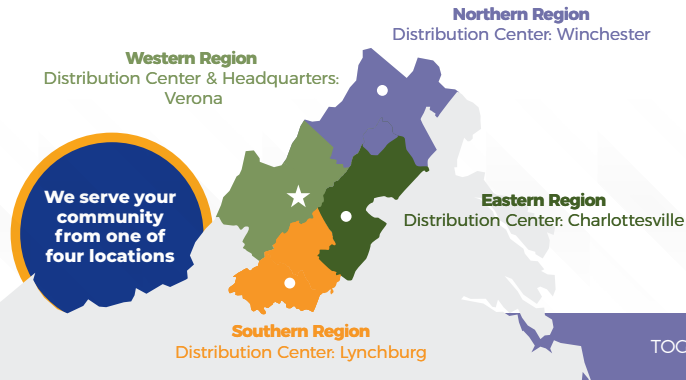 Northern Region
Distribution Center: Winchester
Western Region
Distribution Center & Headquarters:
Verona
We serve your
community
from one of
four locations
Eastern Region
Distribution Center: Charlottesville
Southern Region
Distribution Center: Lynchburg